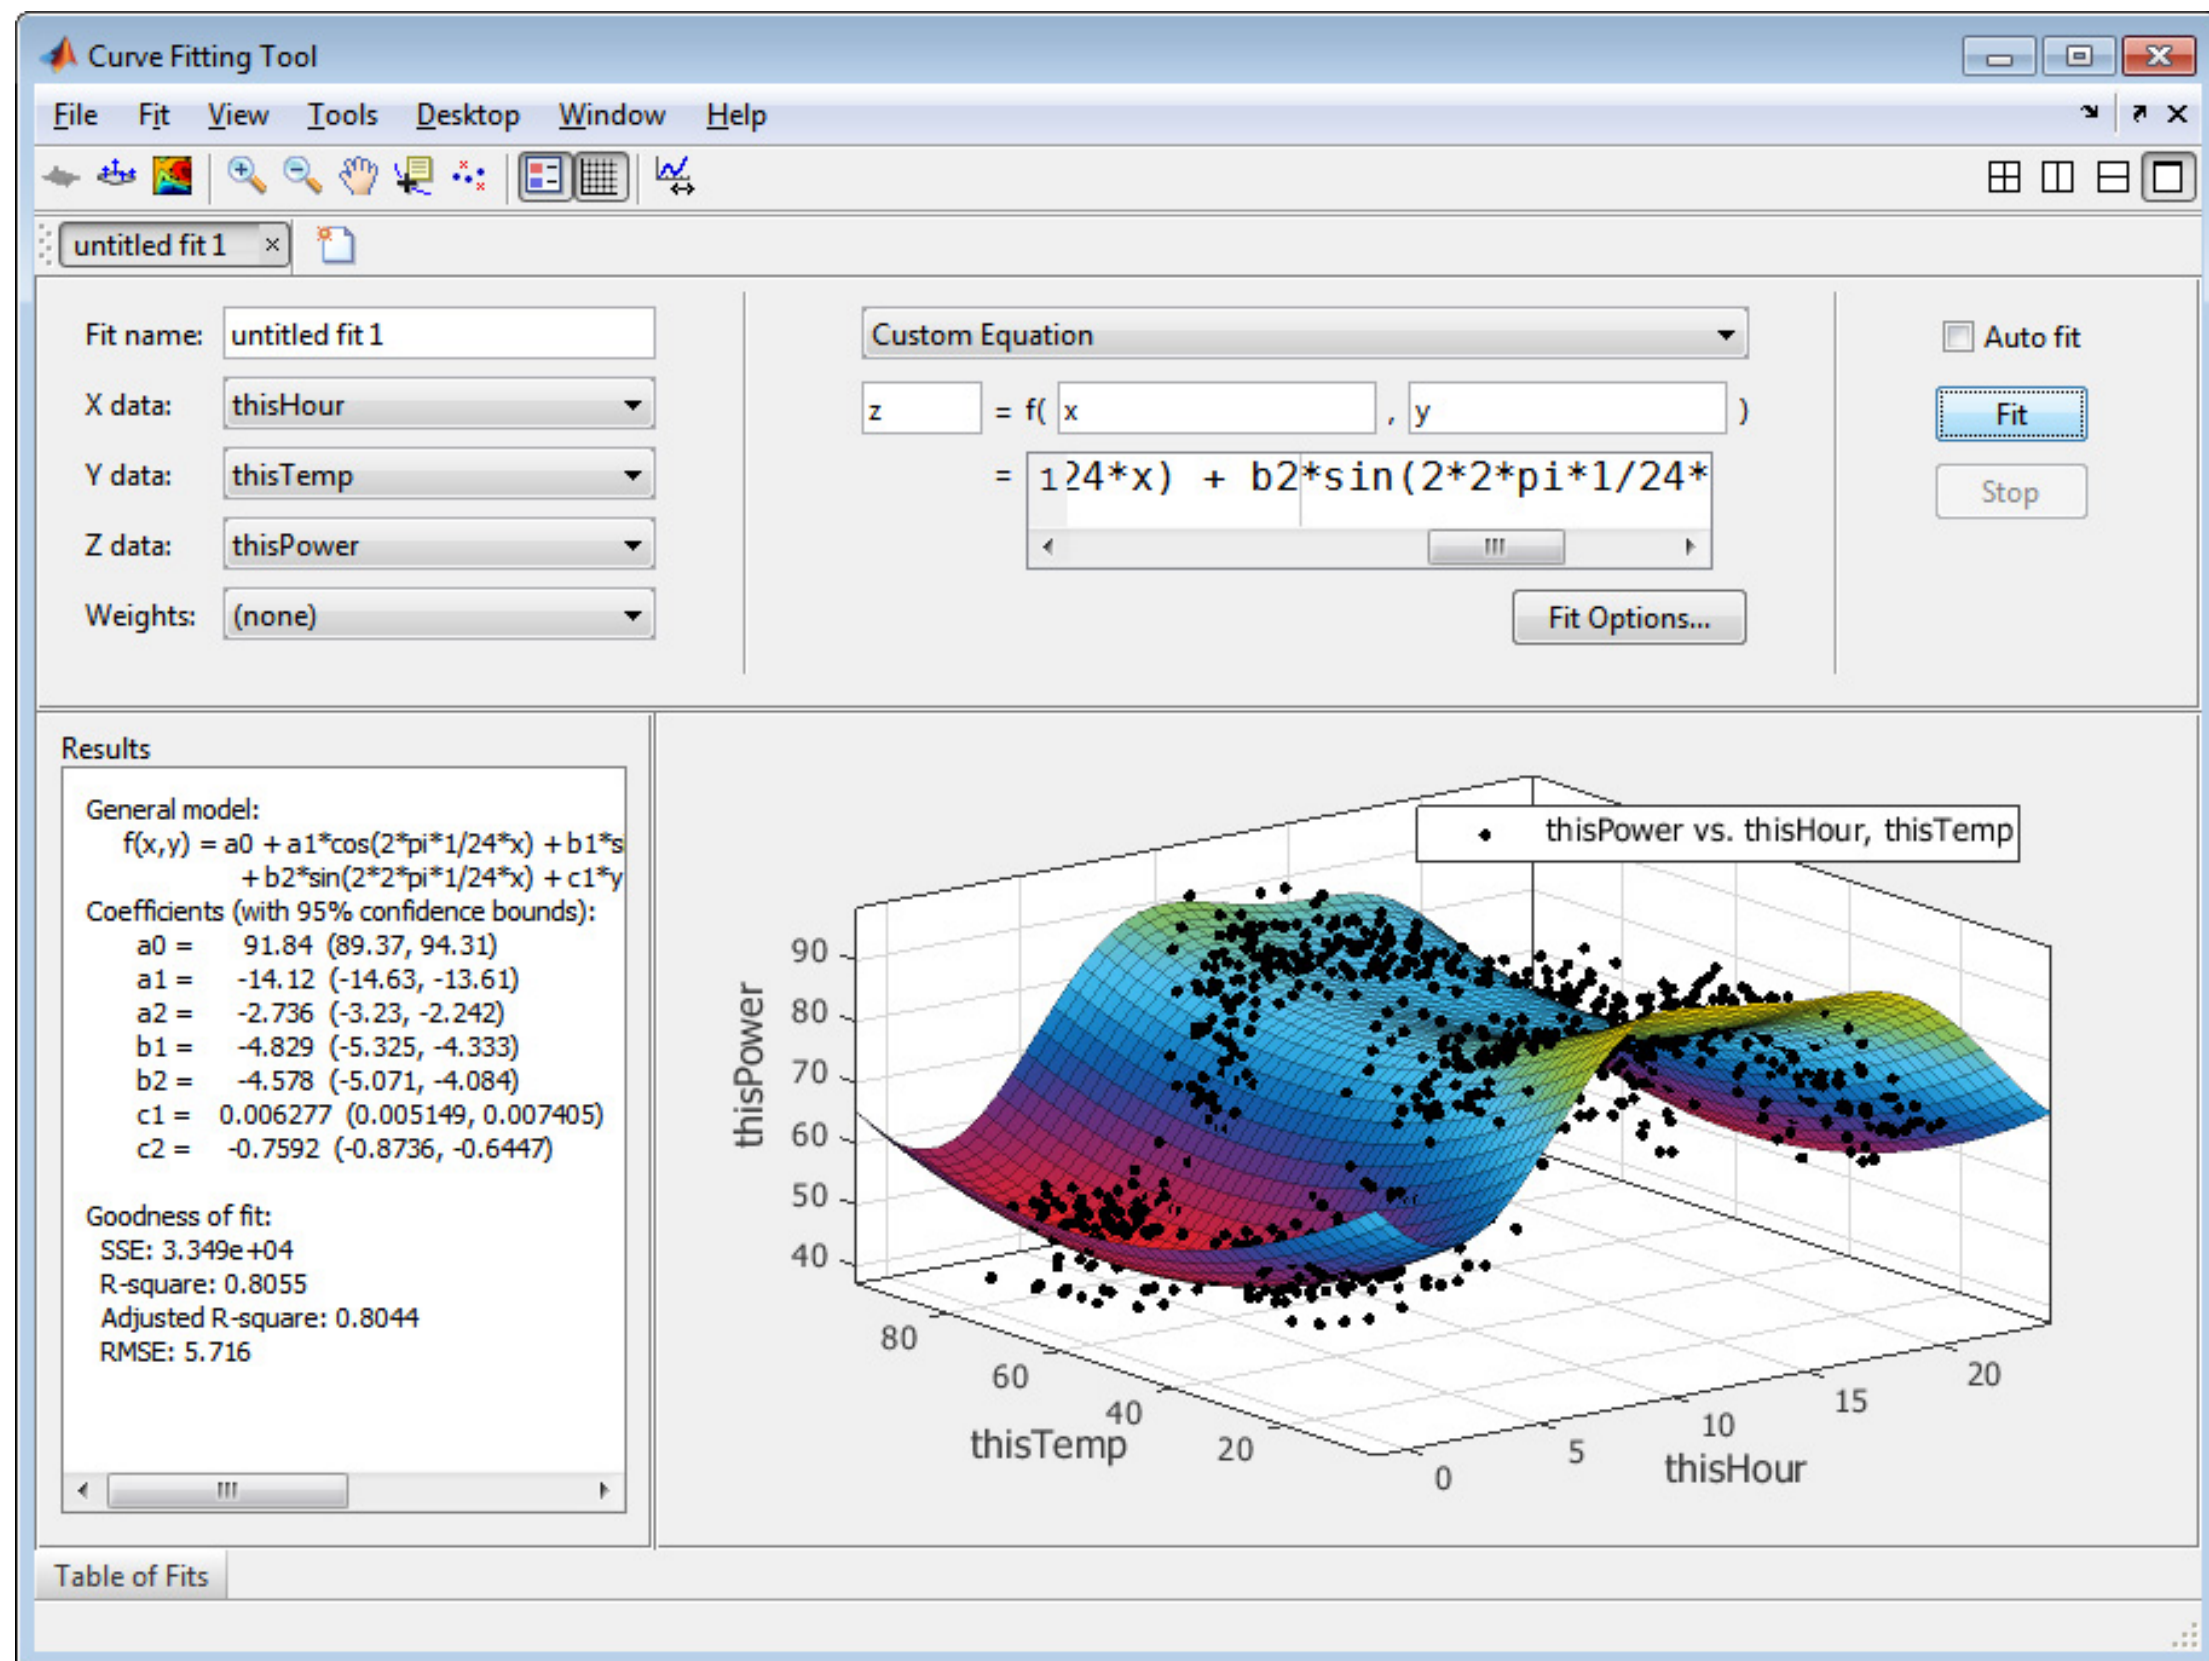 Curve Fitting Tool
File Fit View Tools Desktop Window Help
untitled fit 1
Fit name: untitled fit 1
X data: thisHour
Y data: thisTemp
Z data: thisPower
Weights: (none)
Custom Equation
z = f( x , y )
= 1 24*x) + b2*sin(2*2*pi*1/24*
Fit Options...
Auto fit
Fit
Stop
Results
General model:
f(x,y) = a0 + a1*cos(2*pi*1/24*x) + b1*s
+ b2*sin(2*2*pi*1/24*x) + c1*y
Coefficients (with 95% confidence bounds):
a0 = 91.84 (89.37, 94.31)
a1 = -14.12 (-14.63, -13.61)
a2 = -2.736 (-3.23, -2.242)
b1 = -4.829 (-5.325, -4.333)
b2 = -4.578 (-5.071, -4.084)
c1 = 0.006277 (0.005149, 0.007405)
c2 = -0.7592 (-0.8736, -0.6447)
Goodness of fit:
SSE: 3.349e+04
R-square: 0.8055
Adjusted R-square: 0.8044
RMSE: 5.716
thisPower vs. thisHour, thisTemp
thisPower
90
80
70
60
50
40
80
60
40
20
thisTemp
0
5
10
15
20
thisHour
Table of Fits